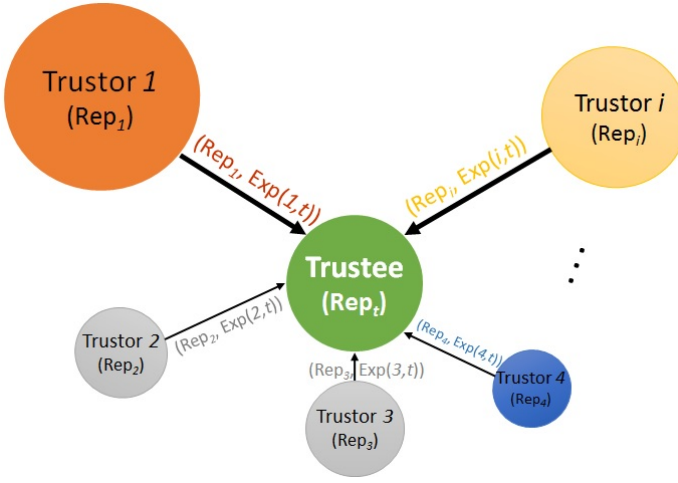 Trustor 1
(Rep1)
Trustor i
(Repi)
(Rep1, Exp(1,t))
(Repi, Exp(i,t))
Trustee
(Rept)
Trustor 2
(Rep2)
(Rep2, Exp(2,t))
(Rep3, Exp(3,t))
(Rep4, Exp(4,t))
Trustor 3
(Rep3)
Trustor 4
(Rep4)